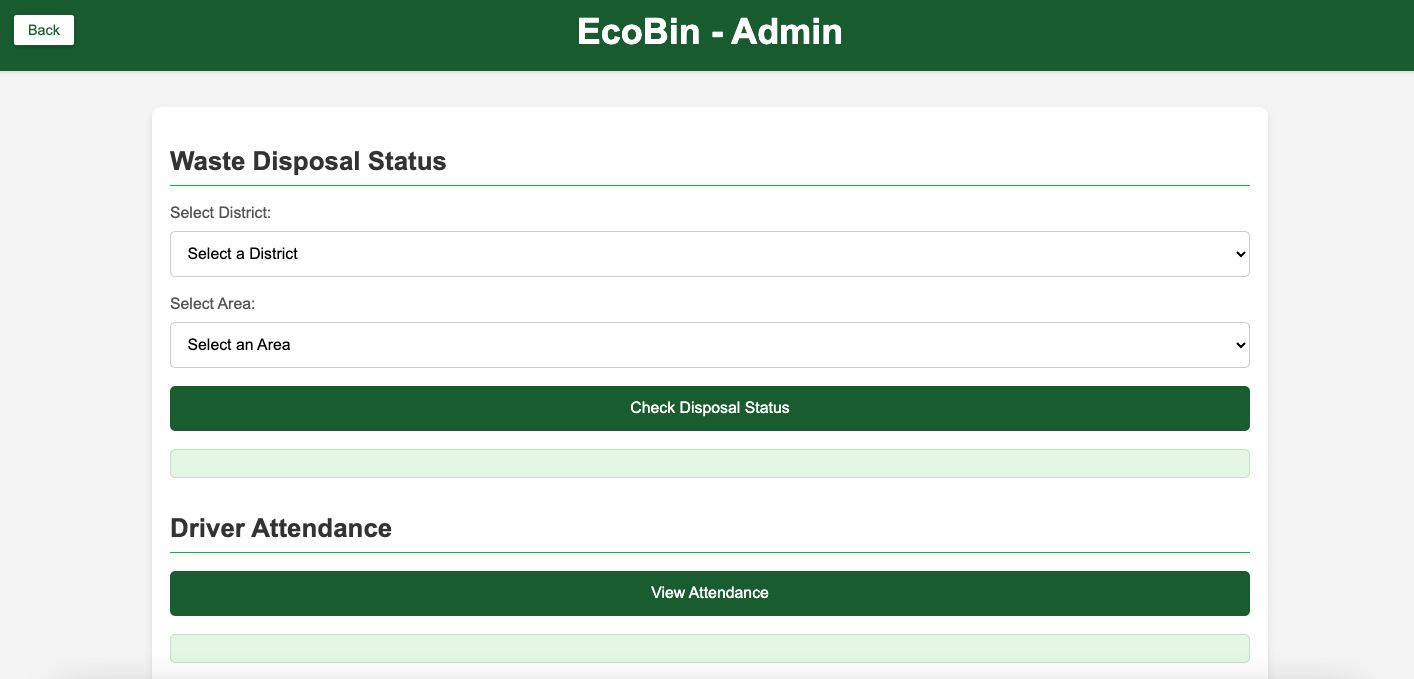 Back
EcoBin - Admin
Waste Disposal Status
Select District:
Select a District
Select Area:
Select an Area
Check Disposal Status
Driver Attendance
View Attendance